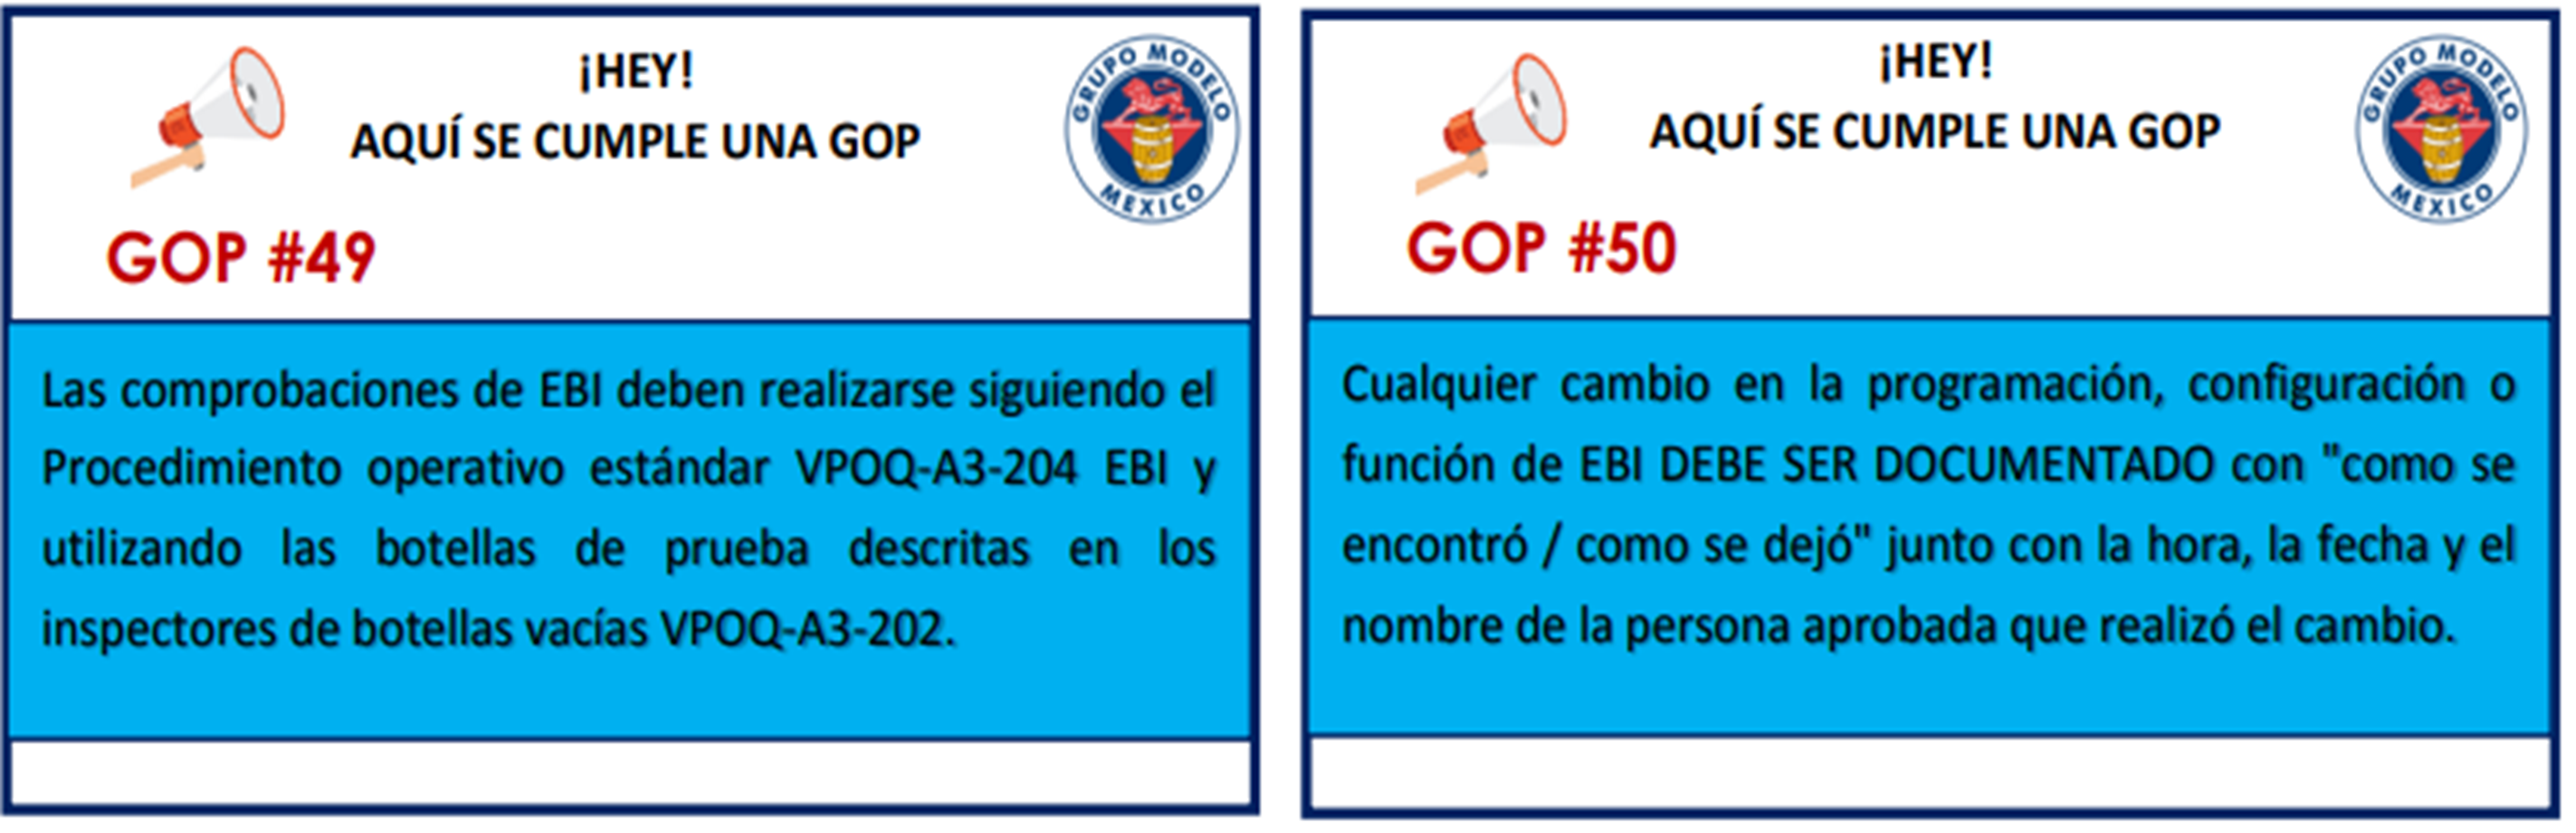 ¡HEY!
AQUÍ SE CUMPLE UNA GOP
GRUPO MODELO
MEXICO
GOP #49
Las comprobaciones de EBI deben realizarse siguiendo el
Procedimiento operativo estándar VPOQ-A3-204 EBI y
utilizando las botellas de prueba descritas en los
inspectores de botellas vacías VPOQ-A3-202.
¡HEY!
AQUÍ SE CUMPLE UNA GOP
GRUPO MODELO
MEXICO
GOP #50
Cualquier cambio en la programación, configuración o
función de EBI DEBE SER DOCUMENTADO con "como se
encontró / como se dejó" junto con la hora, la fecha y el
nombre de la persona aprobada que realizó el cambio.